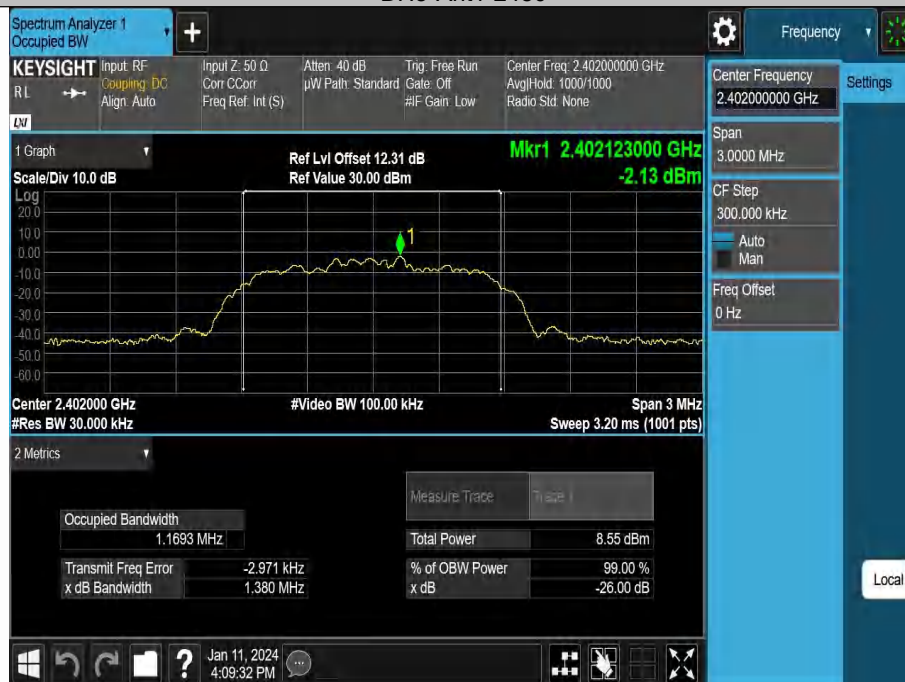 Spectrum Analyzer 1
Occupied BW
+
Frequency
KEYSIGHT
RL
LXI
Input: RF
Coupling: DC
Align: Auto
Input Z: 50 Ω
Corr CCorr
Freq Ref: Int (S)
Atten: 40 dB
µW Path: Standard
Trig: Free Run
Gate: Off
#IF Gain: Low
Center Freq: 2.402000000 GHz
Avg|Hold: 1000/1000
Radio Std: None
Center Frequency
2.402000000 GHz
Settings
Span
3.0000 MHz
CF Step
300.000 kHz
Auto
Man
Freq Offset
0 Hz
Local
1 Graph
Scale/Div 10.0 dB
Ref Lvl Offset 12.31 dB
Ref Value 30.00 dBm
Mkr1 2.402123000 GHz
-2.13 dBm
Log
20.0
10.0
0.00
-10.0
-20.0
-30.0
-40.0
-50.0
-60.0
1
Center 2.402000 GHz
#Res BW 30.000 kHz
#Video BW 100.00 kHz
Span 3 MHz
Sweep 3.20 ms (1001 pts)
2 Metrics
Measure Trace
Trace 1
Occupied Bandwidth
1.1693 MHz
Total Power 8.55 dBm
Transmit Freq Error -2.971 kHz
% of OBW Power 99.00 %
x dB Bandwidth 1.380 MHz
x dB -26.00 dB
?
Jan 11, 2024
4:09:32 PM